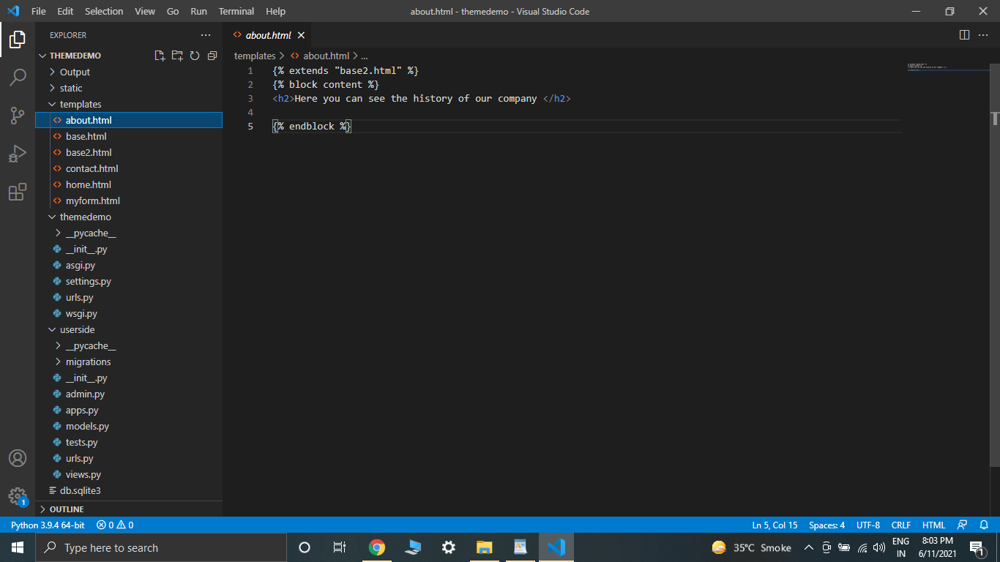 File Edit Selection View Go Run Terminal Help about.html - themedemo - Visual Studio Code
EXPLORER
THEMEDEMO
Output
static
templates
about.html
base.html
base2.html
contact.html
home.html
myform.html
themedemo
__pycache__
__init__.py
asgi.py
settings.py
urls.py
wsgi.py
userside
__pycache__
migrations
__init__.py
admin.py
apps.py
models.py
tests.py
urls.py
views.py
db.sqlite3
OUTLINE
about.html
templates > about.html > ...
1 {% extends "base2.html" %}
2 {% block content %}
3 <h2>Here you can see the history of our company </h2>
4
5 {% endblock %}
1
Python 3.9.4 64-bit 0 0 Ln 5, Col 15 Spaces: 4 UTF-8 CRLF HTML
Type here to search
35°C Smoke
ENG
IN
8:03 PM
6/11/2021
1